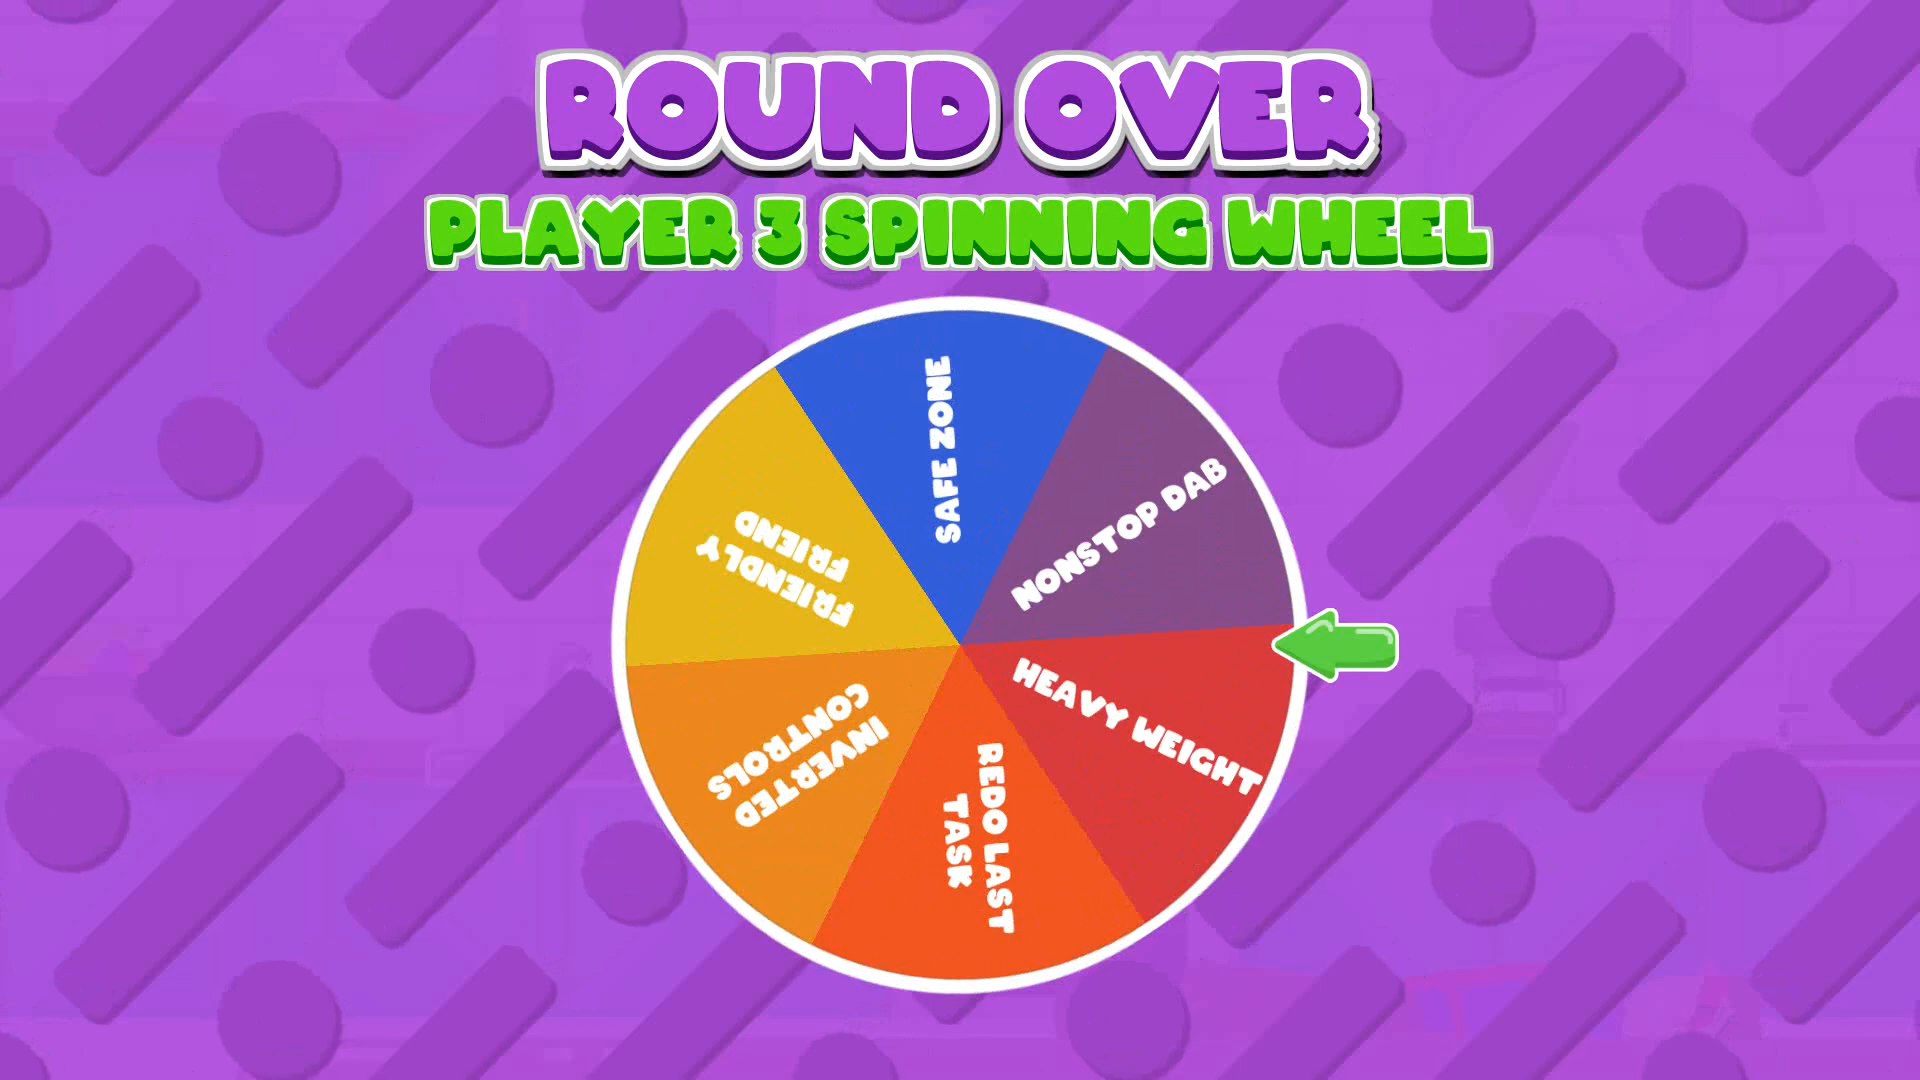 ROUND OVER
PLAYER 3 SPINNING WHEEL
SAFE ZONE
NONSTOP DAB
HEAVY WEIGHT
REDO LAST
TASK
INVERTED
CONTROLS
FRIENDLY
FRIEND